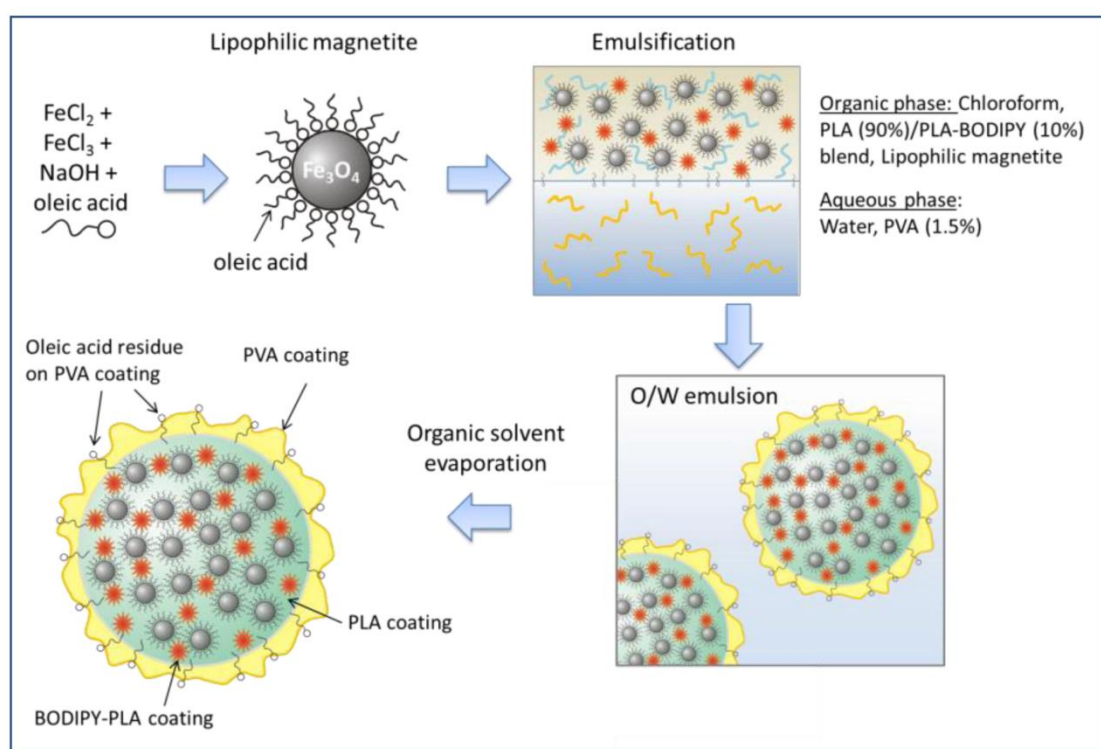 Lipophilic magnetite
Emulsification
FeCl₂ +
FeCl₃ +
NaOH +
oleic acid
Fe₃O₄
oleic acid
Organic phase: Chloroform,
PLA (90%)/PLA-BODIPY (10%)
blend, Lipophilic magnetite
Aqueous phase:
Water, PVA (1.5%)
Oleic acid residue
on PVA coating
PVA coating
Organic solvent
evaporation
O/W emulsion
PLA coating
BODIPY-PLA coating